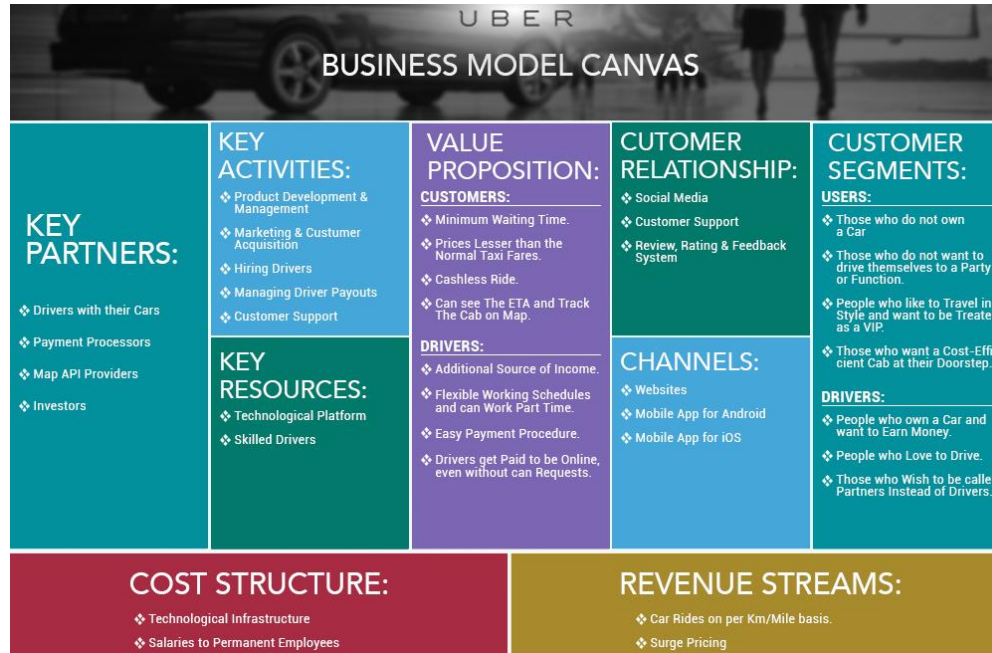 UBER
BUSINESS MODEL CANVAS
KEY
PARTNERS:
❖ Drivers with their Cars
❖ Payment Processors
❖ Map API Providers
❖ Investors
KEY
ACTIVITIES:
❖ Product Development &
Management
❖ Marketing & Custumer
Acquisition
❖ Hiring Drivers
❖ Managing Driver Payouts
❖ Customer Support
KEY
RESOURCES:
❖ Technological Platform
❖ Skilled Drivers
VALUE
PROPOSITION:
CUSTOMERS:
❖ Minimum Waiting Time.
❖ Prices Lesser than the
Normal Taxi Fares.
❖ Cashless Ride.
❖ Can see The ETA and Track
The Cab on Map.
DRIVERS:
❖ Additional Source of Income.
❖ Flexible Working Schedules
and can Work Part Time.
❖ Easy Payment Procedure.
❖ Drivers get Paid to be Online,
even without can Requests.
CUTOMER
RELATIONSHIP:
❖ Social Media
❖ Customer Support
❖ Review, Rating & Feedback
System
CHANNELS:
❖ Websites
❖ Mobile App for Android
❖ Mobile App for iOS
CUSTOMER
SEGMENTS:
USERS:
❖ Those who do not own
a Car
❖ Those who do not want to
drive themselves to a Party
or Function.
❖ People who like to Travel in
Style and want to be Treate
as a VIP.
❖ Those who want a Cost-Effi
cient Cab at their Doorstep.
DRIVERS:
❖ People who own a Car and
want to Earn Money.
❖ People who Love to Drive.
❖ Those who Wish to be calle
Partners Instead of Drivers.
COST STRUCTURE:
❖ Technological Infrastructure
❖ Salaries to Permanent Employees
REVENUE STREAMS:
❖ Car Rides on per Km/Mile basis.
❖ Surge Pricing